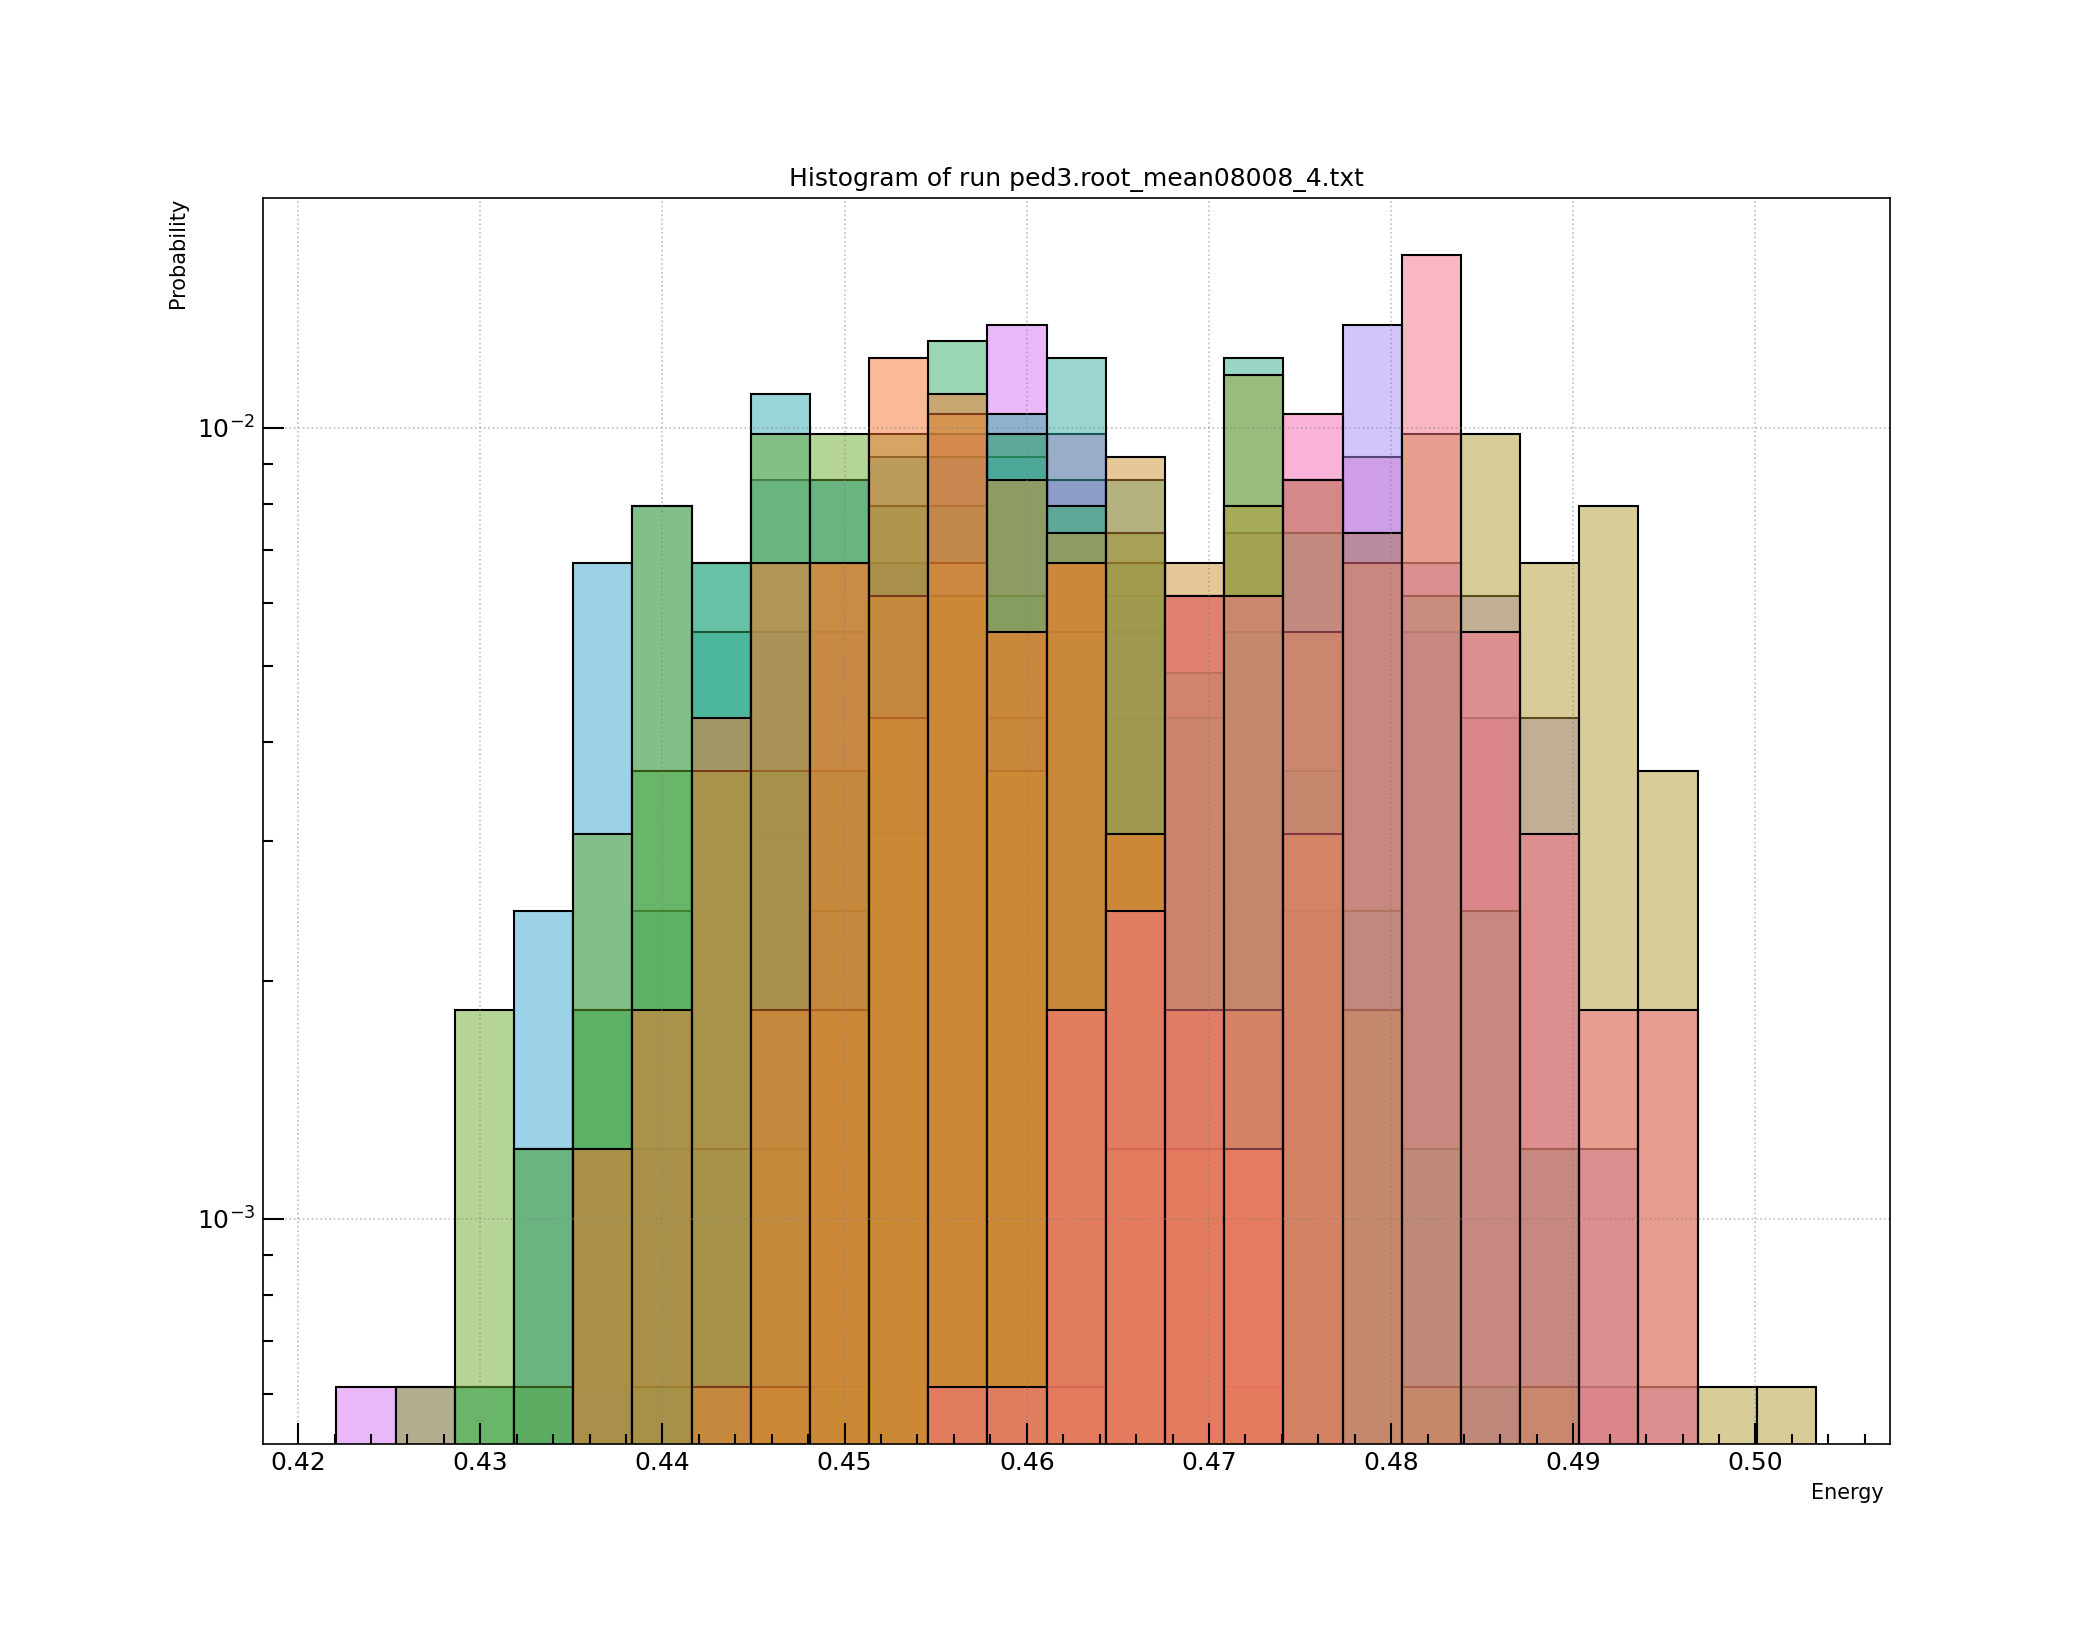 Histogram of run ped3.root_mean08008_4.txt
Probability
10⁻²
10⁻³
0.42 0.43 0.44 0.45 0.46 0.47 0.48 0.49 0.50
Energy